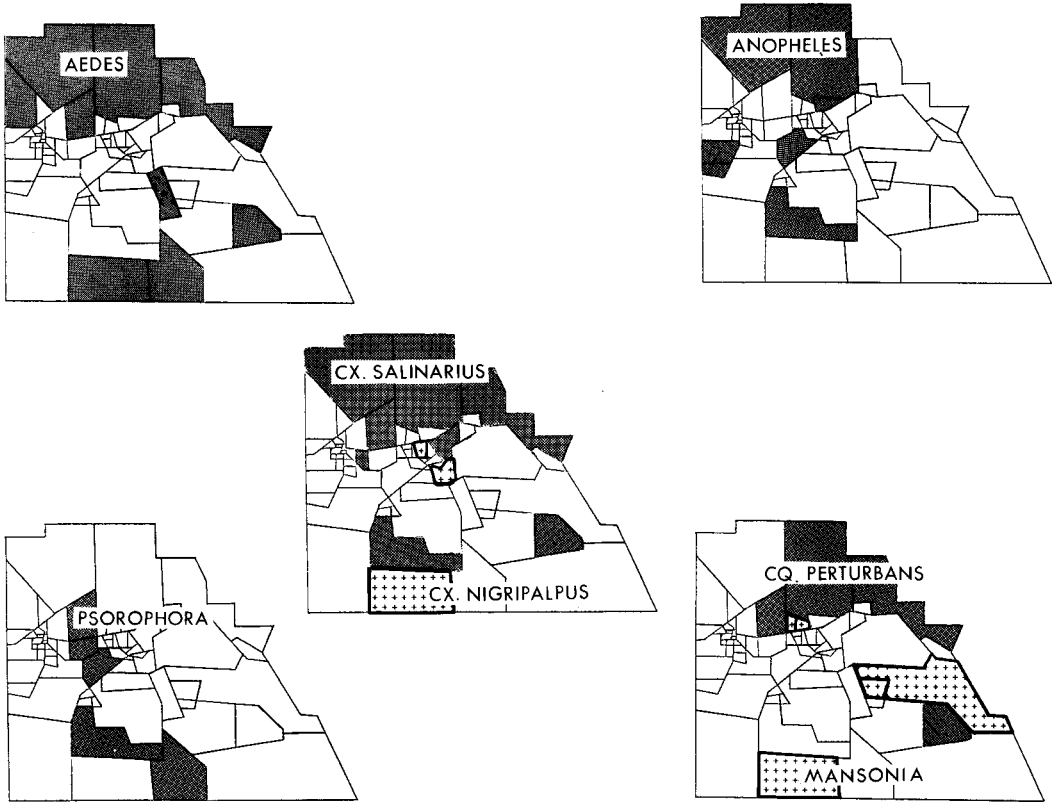 AEDES
ANOPHELES
CX. SALINARIUS
CX. NIGRIPALPUS
PSOROPHORA
CQ. PERTURBANS
MANSONIA